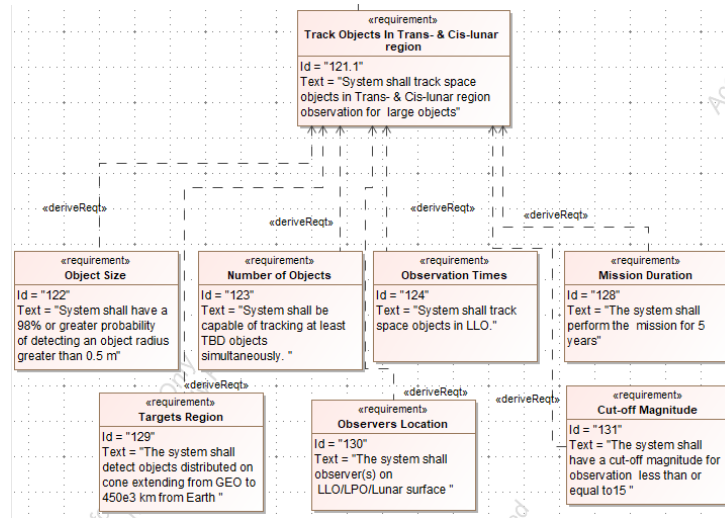 «requirement»
Track Objects In Trans- & Cis-lunar
region
Id = "121.1"
Text = "System shall track space
objects in Trans- & Cis-lunar region
observation for large objects"
«deriveReqt»
«deriveReqt»
«deriveReqt»
«requirement»
Object Size
Id = "122"
Text = "System shall have a
98% or greater probability
of detecting an object radius
greater than 0.5 m"
«requirement»
Number of Objects
Id = "123"
Text = "System shall be
capable of tracking at least
TBD objects
simultaneously. "
«requirement»
Observation Times
Id = "124"
Text = "System shall track
space objects in LLO."
«requirement»
Mission Duration
Id = "128"
Text = "The system shall
perform the mission for 5
years"
«deriveReqt»
«deriveReqt»
«deriveReqt»
«requirement»
Targets Region
Id = "129"
Text = "The system shall
detect objects distributed on
cone extending from GEO to
450e3 km from Earth "
«requirement»
Observers Location
Id = "130"
Text = "The system shall
observer(s) on
LLO/LPO/Lunar surface "
«requirement»
Cut-off Magnitude
Id = "131"
Text = "The system shall
have a cut-off magnitude for
observation less than or
equal to15 "